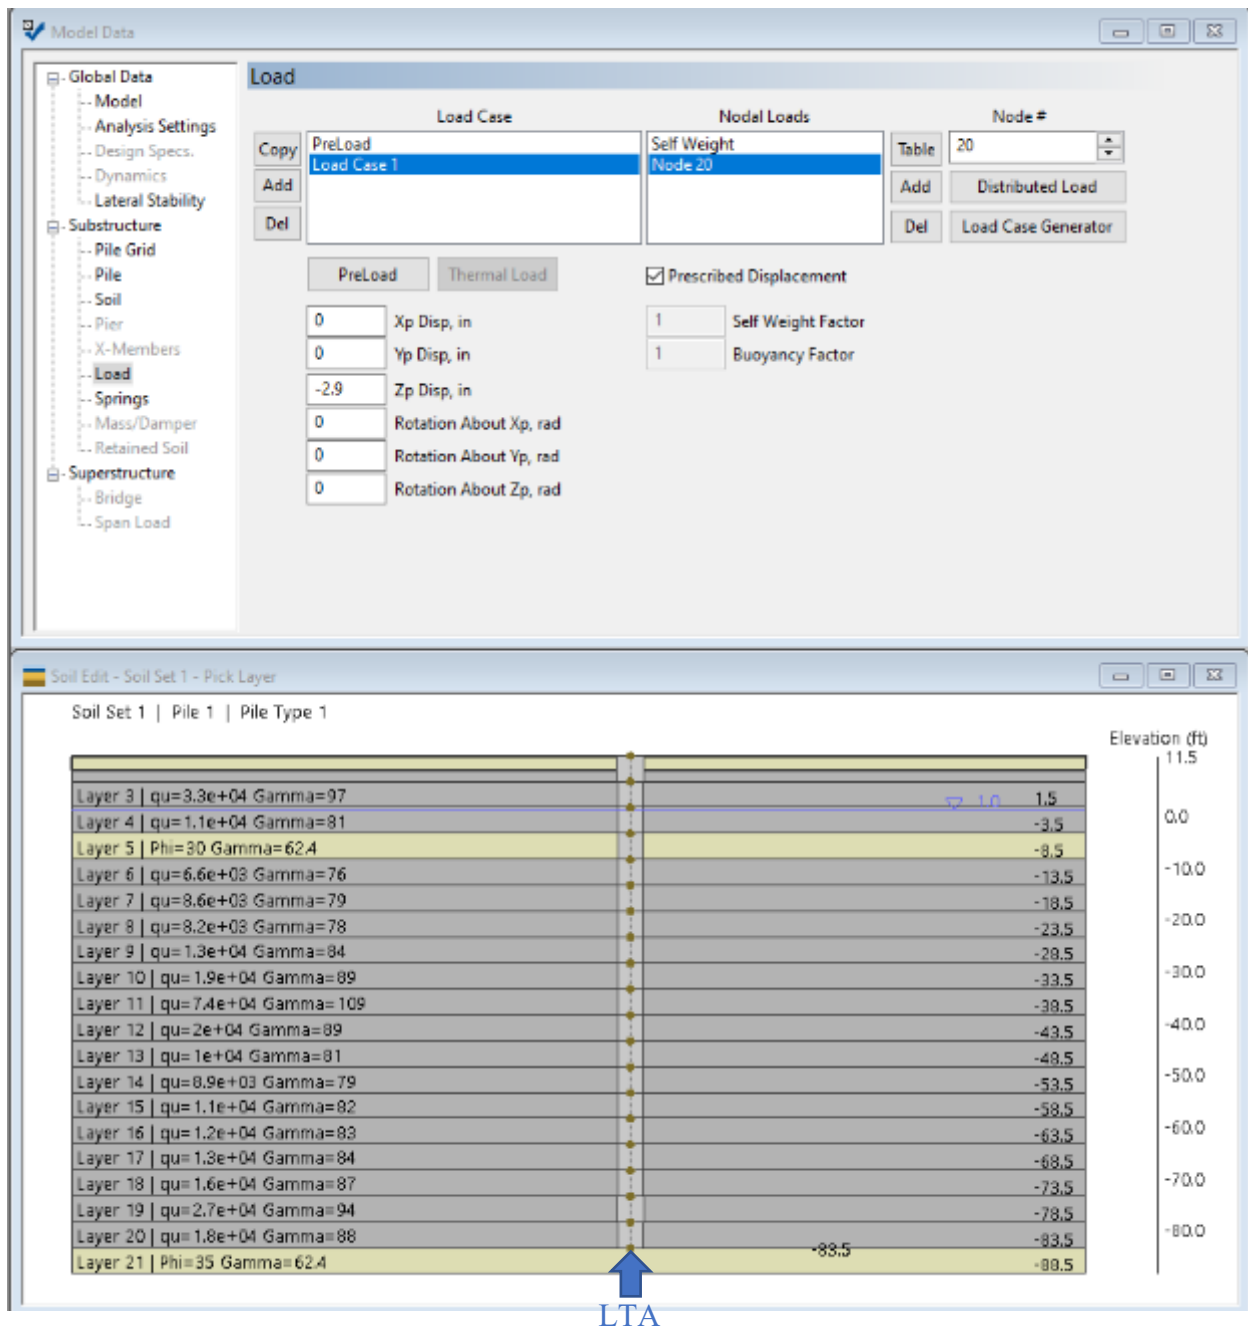 Model Data
Global Data
Model
Analysis Settings
Design Specs.
Dynamics
Lateral Stability
Substructure
Pile Grid
Pile
Soil
Pier
X-Members
Load
Springs
Mass/Damper
Retained Soil
Superstructure
Bridge
Span Load
Load
Load Case Nodal Loads Node #
Copy PreLoad Self Weight Table 20
Load Case 1 Node 20
Add Add Distributed Load
Del Del Load Case Generator
PreLoad Thermal Load Prescribed Displacement
0 Xp Disp, in 1 Self Weight Factor
0 Yp Disp, in 1 Buoyancy Factor
-2.9 Zp Disp, in
0 Rotation About Xp, rad
0 Rotation About Yp, rad
0 Rotation About Zp, rad
Soil Edit - Soil Set 1 - Pick Layer
Soil Set 1 | Pile 1 | Pile Type 1
Elevation (ft)
11.5
Layer 3 | qu=3.3e+04 Gamma=97 1.0 1.5
Layer 4 | qu=1.1e+04 Gamma=81 -3.5 0.0
Layer 5 | Phi=30 Gamma=62.4 -8.5
Layer 6 | qu=6.6e+03 Gamma=76 -13.5 -10.0
Layer 7 | qu=8.6e+03 Gamma=79 -18.5
Layer 8 | qu=8.2e+03 Gamma=78 -23.5 -20.0
Layer 9 | qu=1.3e+04 Gamma=84 -28.5
Layer 10 | qu=1.9e+04 Gamma=89 -33.5 -30.0
Layer 11 | qu=7.4e+04 Gamma=109 -38.5
Layer 12 | qu=2e+04 Gamma=89 -43.5 -40.0
Layer 13 | qu=1e+04 Gamma=81 -48.5
Layer 14 | qu=8.9e+03 Gamma=79 -53.5 -50.0
Layer 15 | qu=1.1e+04 Gamma=82 -58.5
Layer 16 | qu=1.2e+04 Gamma=83 -63.5 -60.0
Layer 17 | qu=1.3e+04 Gamma=84 -68.5
Layer 18 | qu=1.6e+04 Gamma=87 -73.5 -70.0
Layer 19 | qu=2.7e+04 Gamma=94 -78.5
Layer 20 | qu=1.8e+04 Gamma=88 -83.5 -83.5 -80.0
Layer 21 | Phi=35 Gamma=62.4 -88.5
LTA